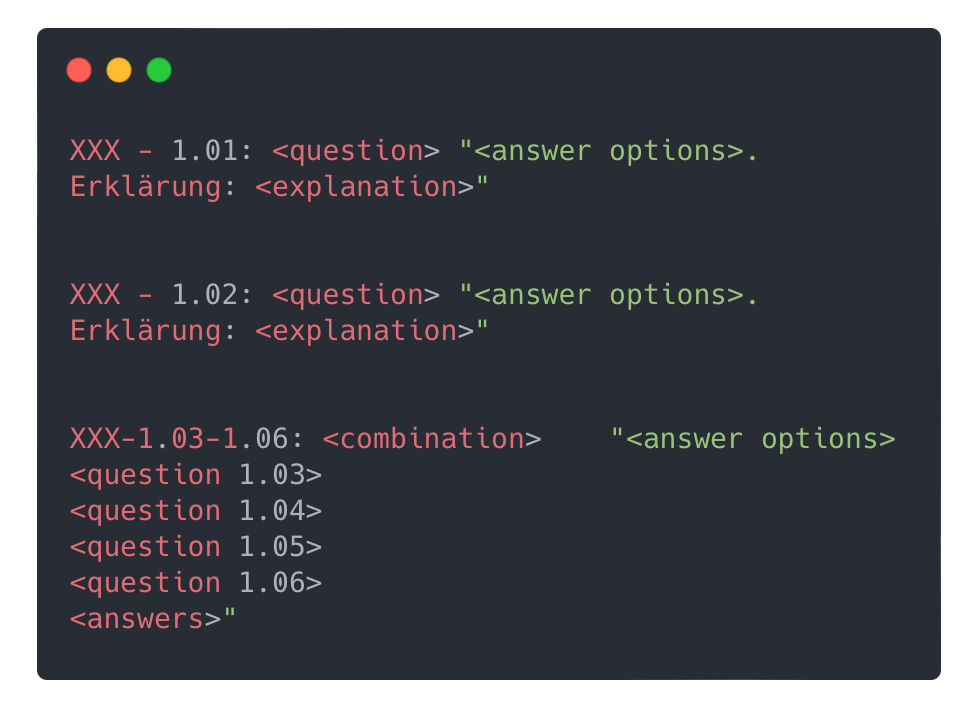 XXX - 1.01: <question> "<answer options>.
Erklärung: <explanation>"
XXX - 1.02: <question> "<answer options>.
Erklärung: <explanation>"
XXX-1.03-1.06: <combination>    "<answer options>
<question 1.03>
<question 1.04>
<question 1.05>
<question 1.06>
<answers>"